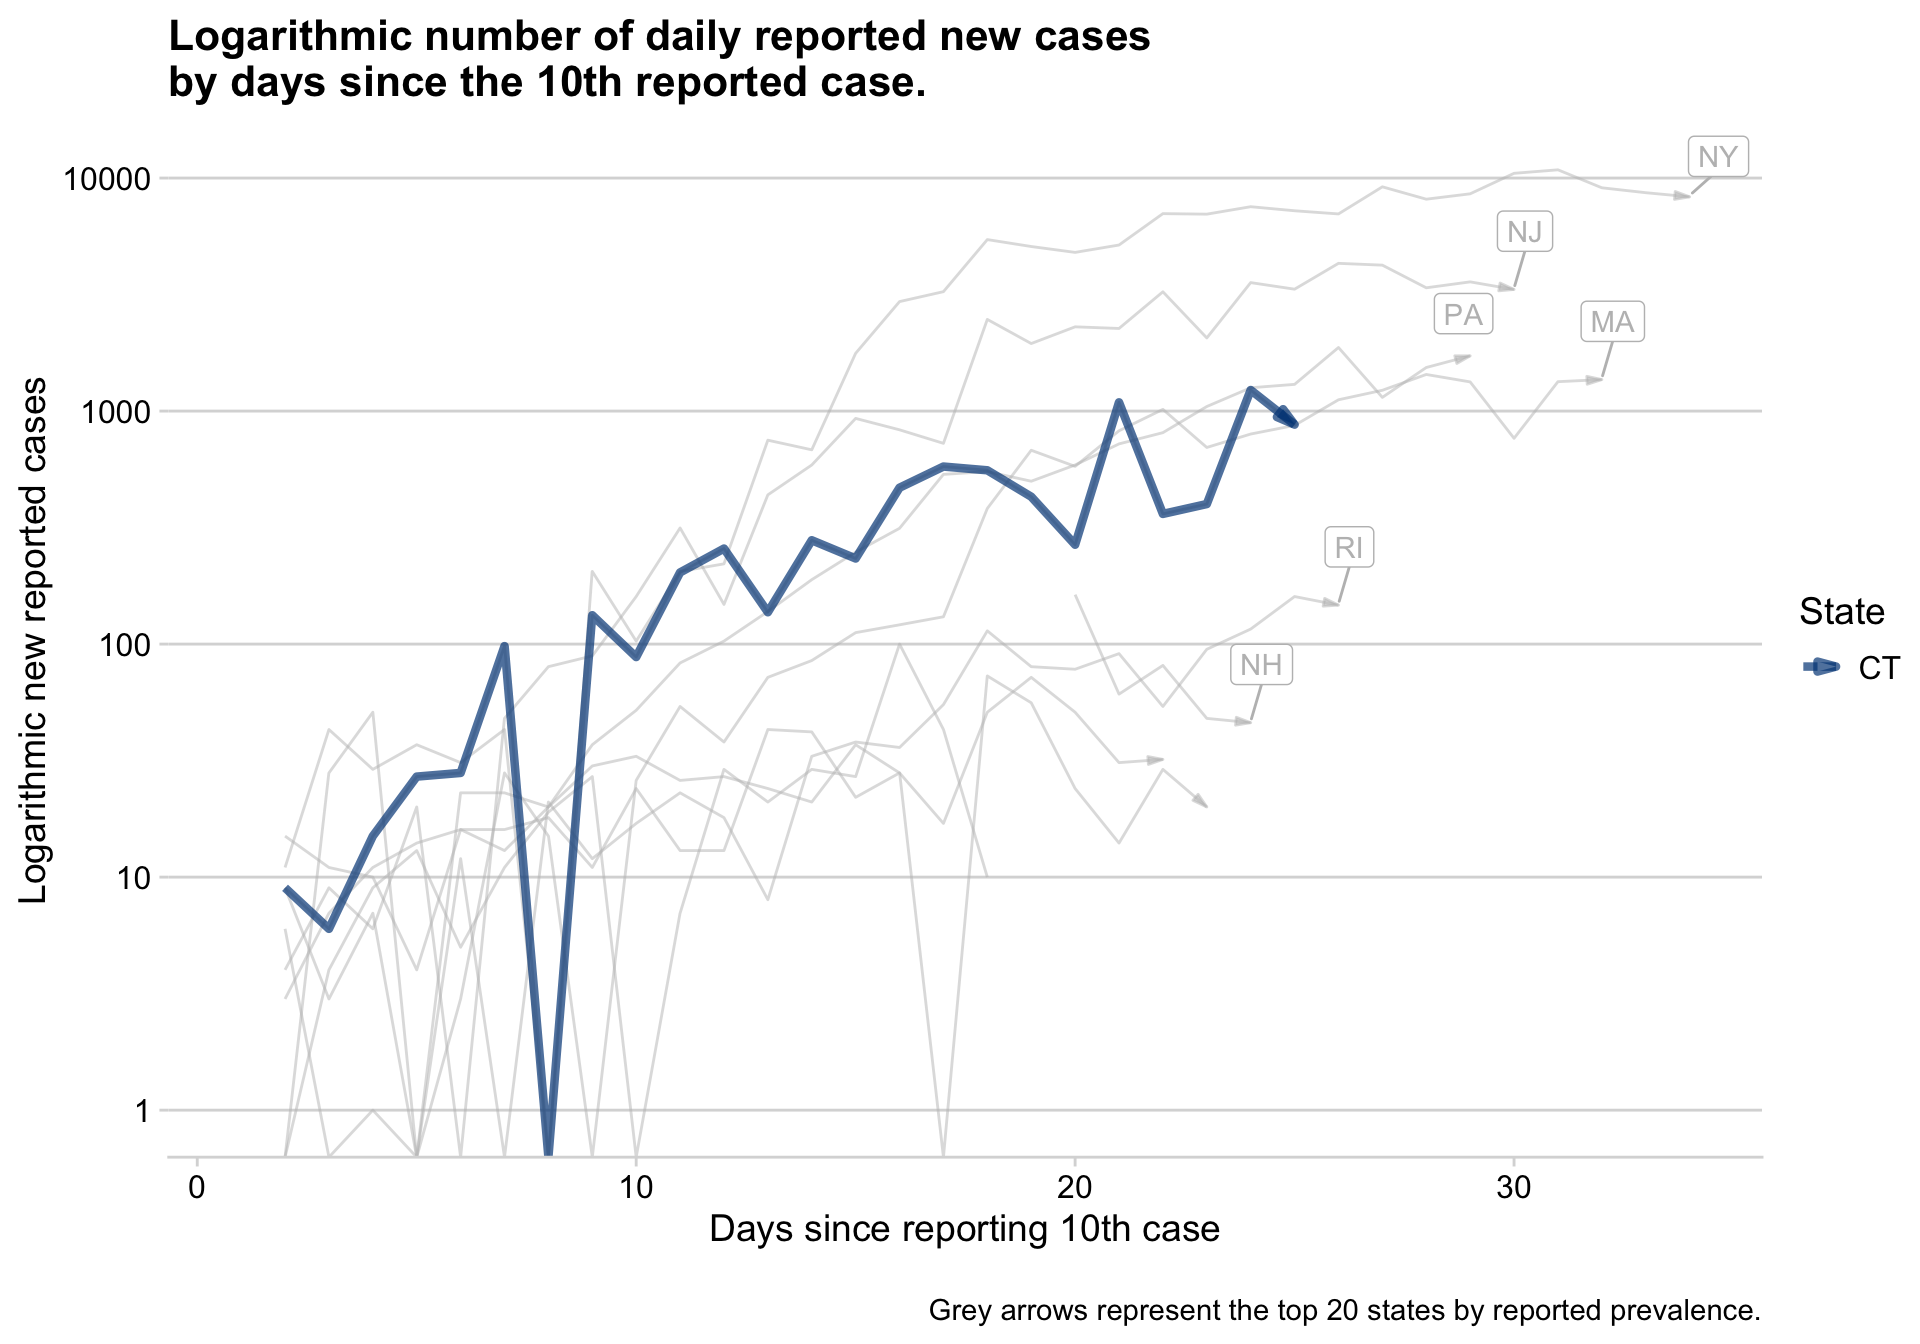 Logarithmic number of daily reported new cases
by days since the 10th reported case.
NY
10000
NJ
PA
MA
1000
RI
100
NH
10
1
Logarithmic new reported cases
State
CT
0
10
20
30
Days since reporting 10th case
Grey arrows represent the top 20 states by reported prevalence.